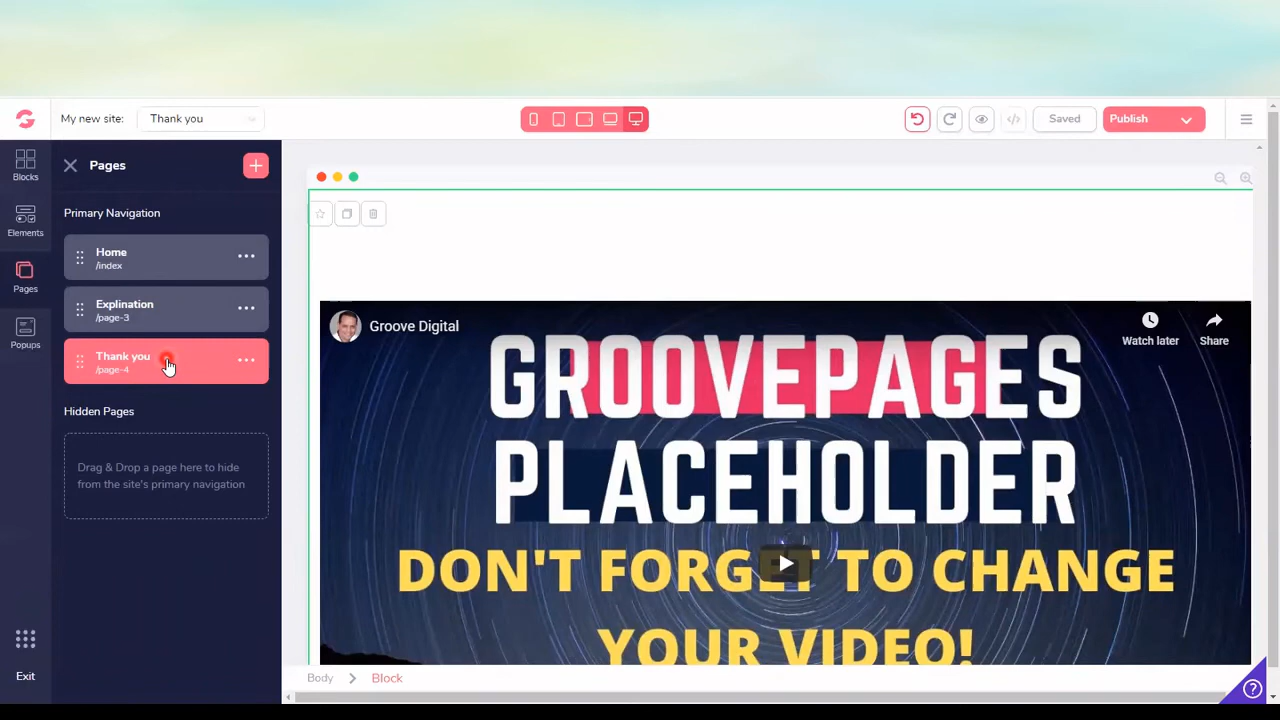 My new site: Thank you
</> Saved Publish
Blocks
Elements
Pages
Popups
Exit
Pages
Primary Navigation
Home
/index
Explination
/page-3
Thank you
/page-4
Hidden Pages
Drag & Drop a page here to hide
from the site's primary navigation
Groove Digital
Watch later
Share
GROOVEPAGES
PLACEHOLDER
DON'T FORGET TO CHANGE
YOUR VIDEO!
Body Block